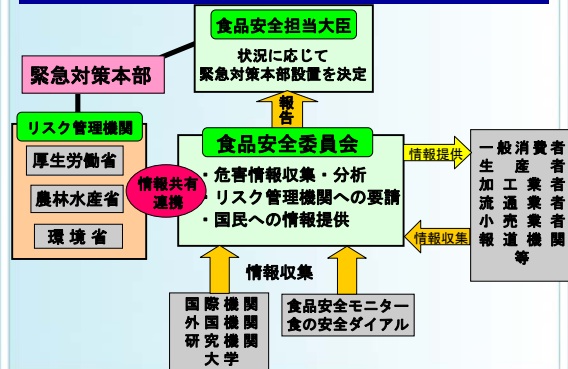 食品安全担当大臣
状況に応じて
緊急対策本部設置を決定
緊急対策本部
報告
リスク管理機関
厚生労働省
農林水産省
環境省
情報共有
連携
食品安全委員会
・危害情報収集・分析
・リスク管理機関への要請
・国民への情報提供
情報提供
情報収集
一般消費者
生産者
加工業者
流通業者
小売業者
報道機関
等
情報収集
国際機関
外国機関
研究機関
大学
食品安全モニター
食の安全ダイアル